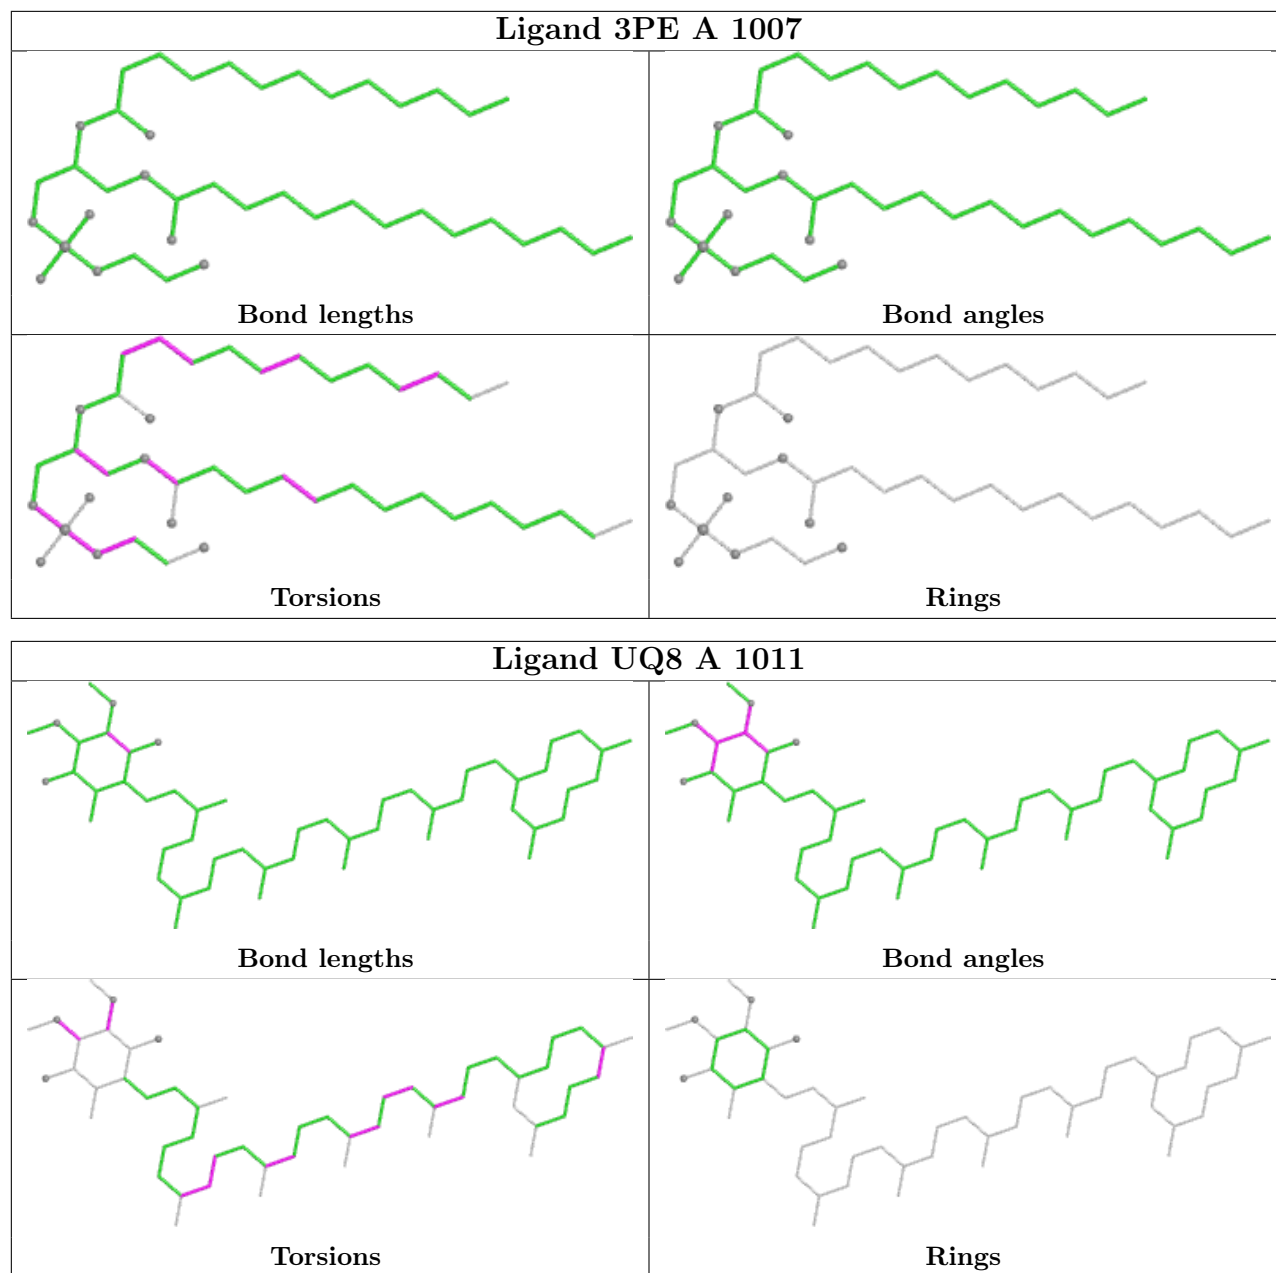 Ligand 3PE A 1007
Bond lengths
Bond angles
Torsions
Rings
Ligand UQ8 A 1011
Bond lengths
Bond angles
Torsions
Rings